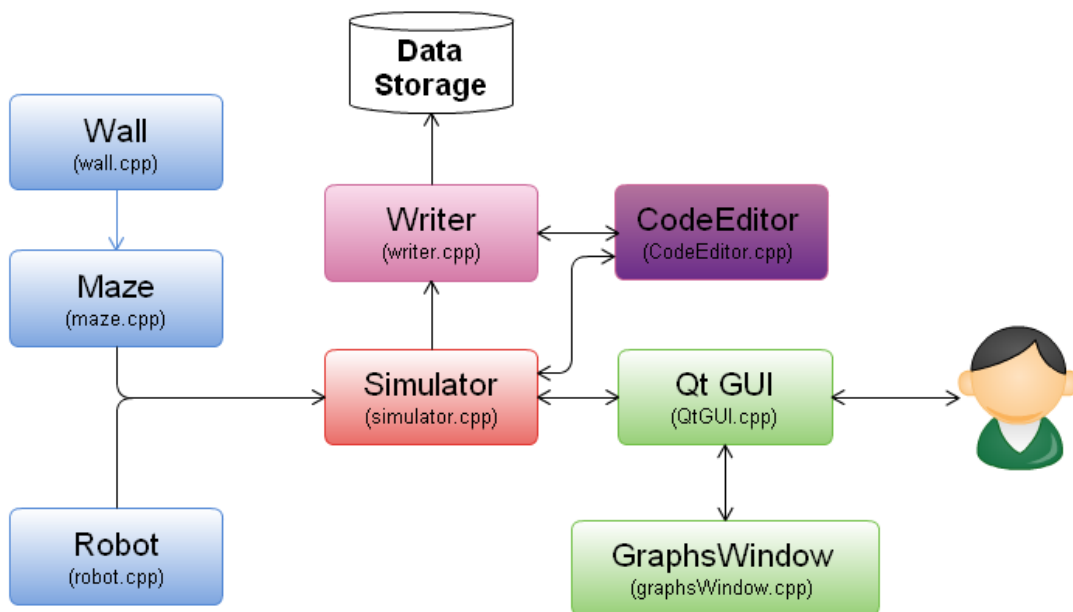 Data
Storage
Wall
(wall.cpp)
Writer
(writer.cpp)
CodeEditor
(CodeEditor.cpp)
Maze
(maze.cpp)
Simulator
(simulator.cpp)
Qt GUI
(QtGUI.cpp)
Robot
(robot.cpp)
GraphsWindow
(graphsWindow.cpp)